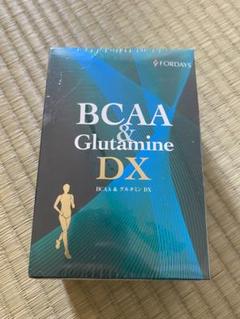 FORDAYS
BCAA
&
Glutamine
DX
BCAA & グルタミン DX